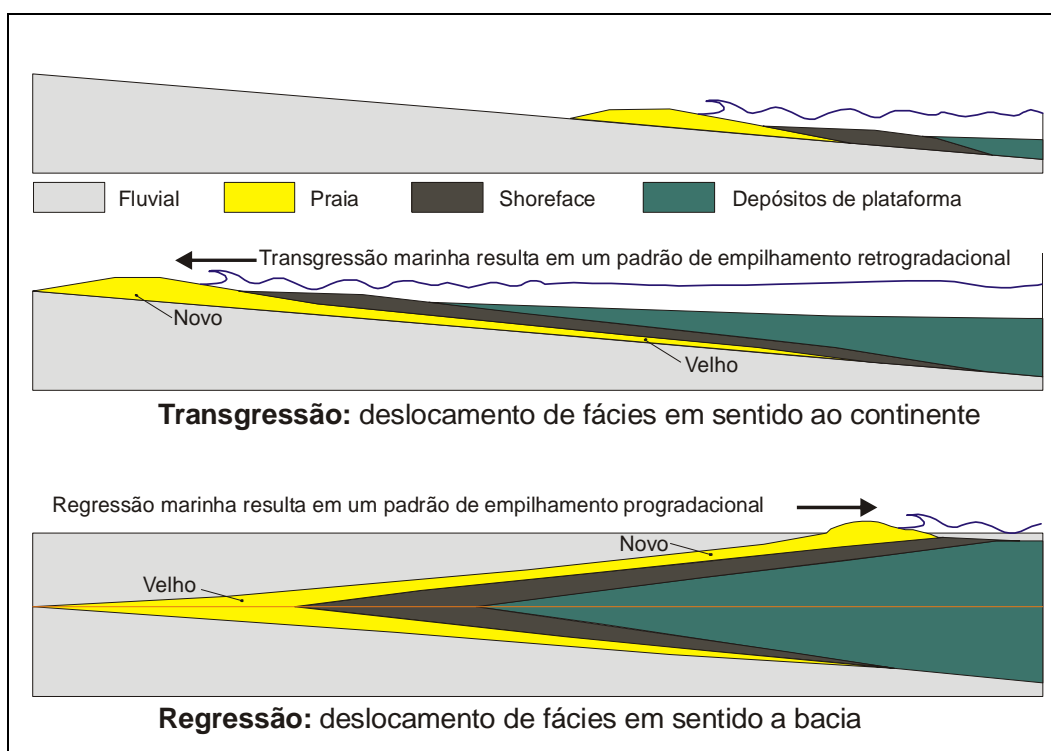 Fluvial
Praia
Shoreface
Depósitos de plataforma
Transgressão marinha resulta em um padrão de empilhamento retrogradacional
Novo
Velho
Transgressão: deslocamento de fácies em sentido ao continente
Regressão marinha resulta em um padrão de empilhamento progradacional
Novo
Velho
Regressão: deslocamento de fácies em sentido a bacia